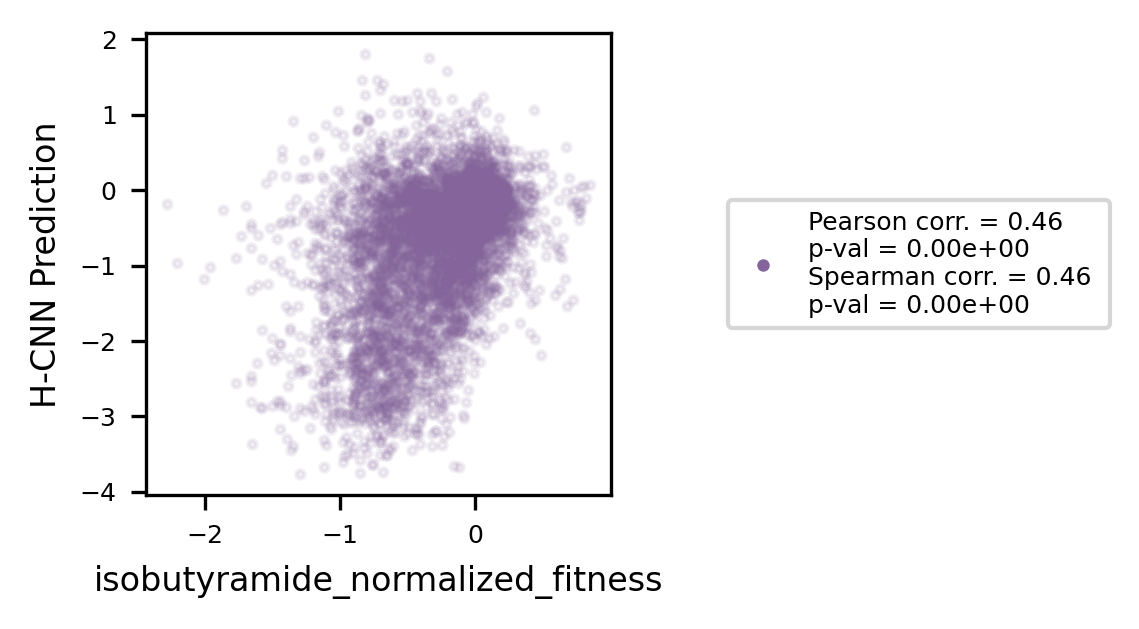 2
1
0
−1
−2
−3
−4
H-CNN Prediction
−2
−1
0
isobutyramide_normalized_fitness
Pearson corr. = 0.46
p-val = 0.00e+00
Spearman corr. = 0.46
p-val = 0.00e+00